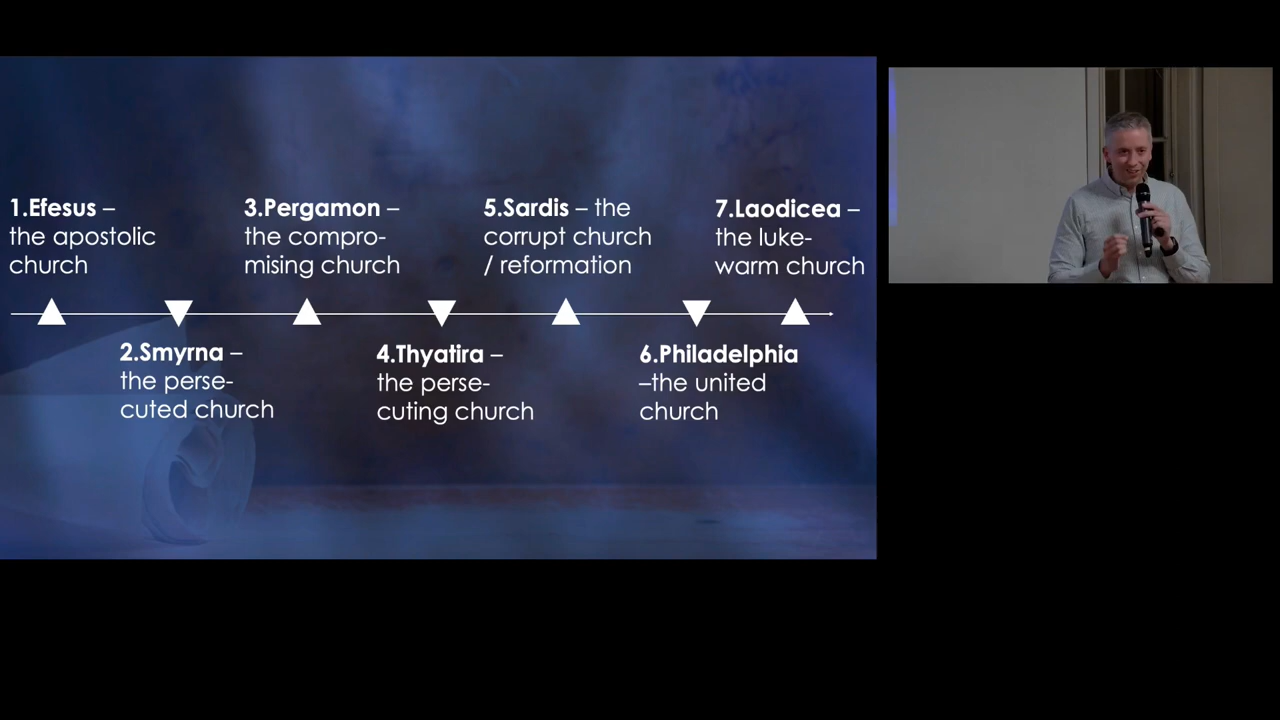 1.Efesus –
the apostolic
church
2.Smyrna –
the perse-
cuted church
3.Pergamon –
the compro-
mising church
4.Thyatira –
the perse-
cuting church
5.Sardis – the
corrupt church
/ reformation
6.Philadelphia
–the united
church
7.Laodicea –
the luke-
warm church